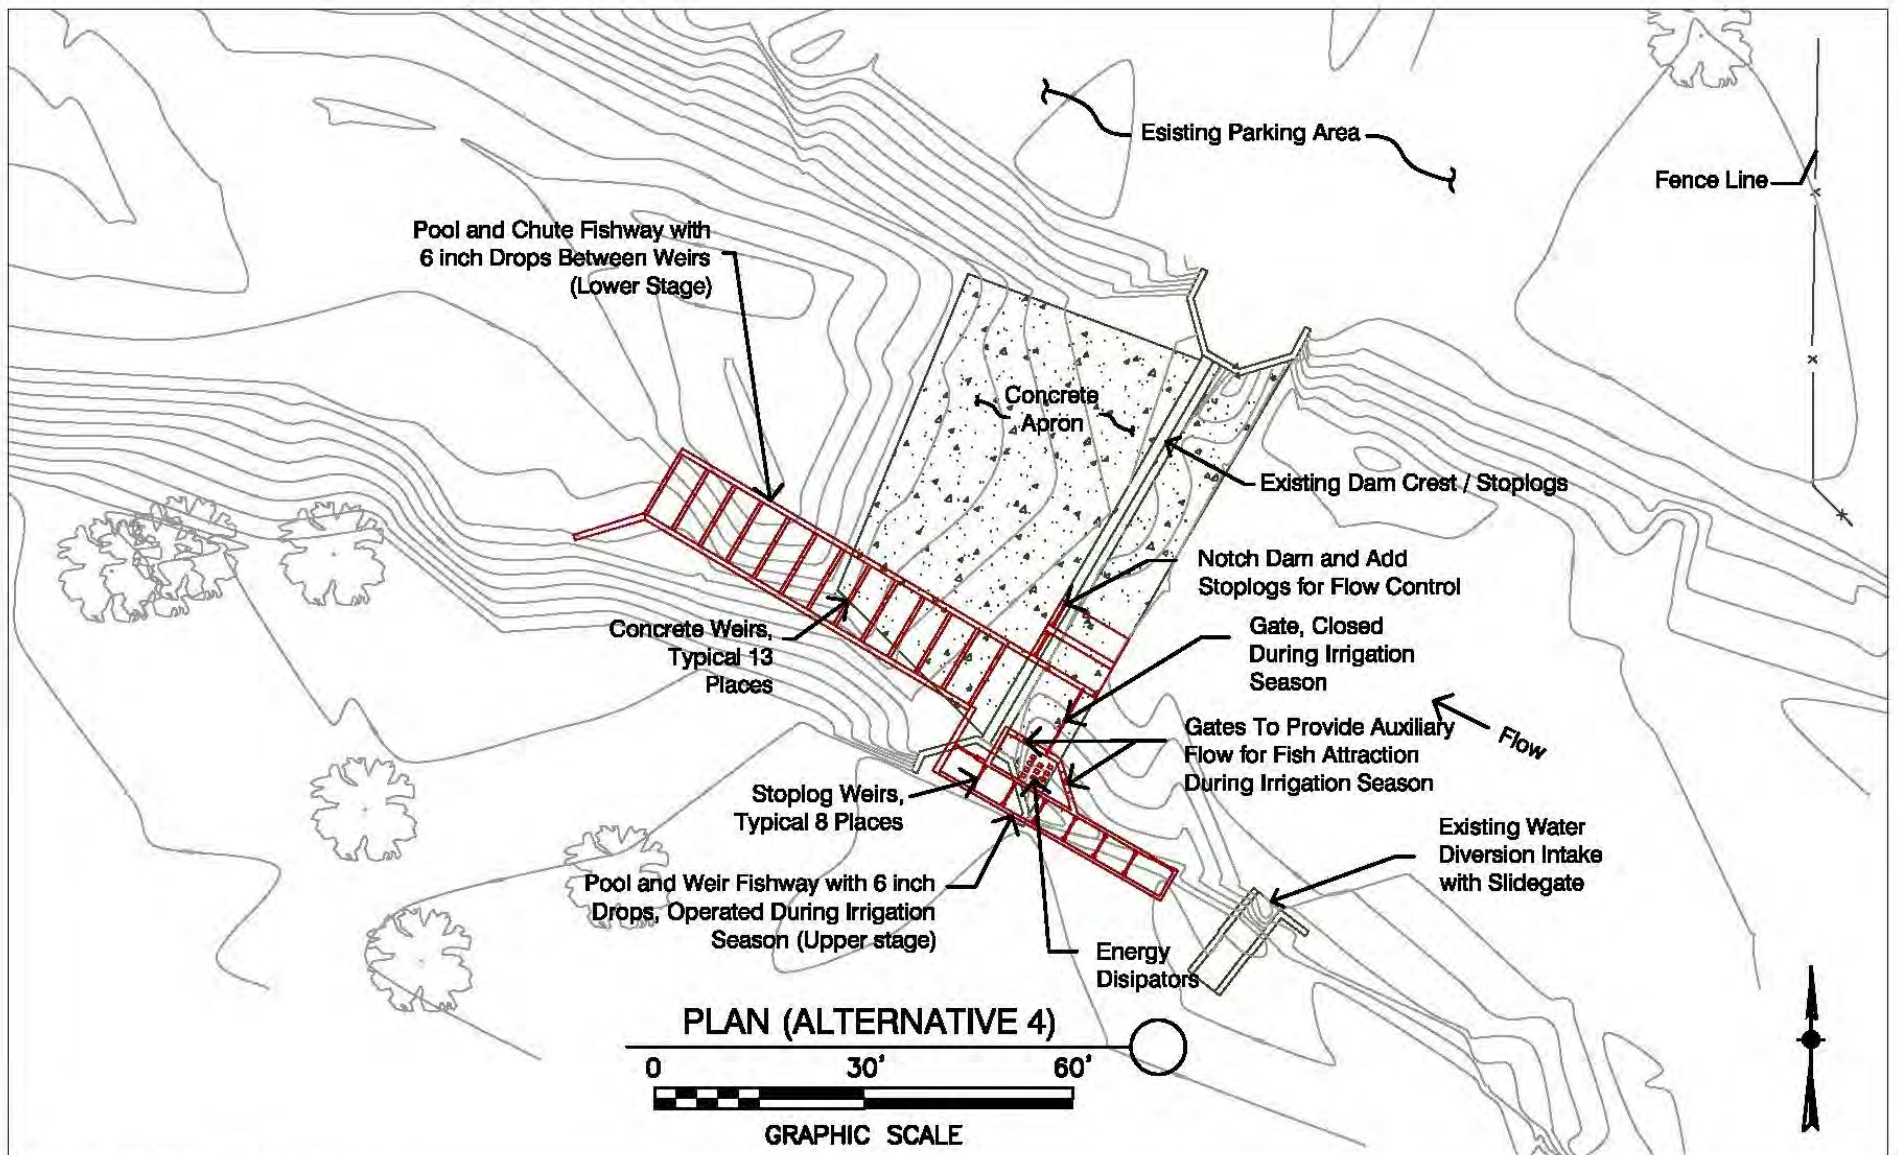 Esisting Parking Area
Fence Line
Pool and Chute Fishway with
6 inch Drops Between Weirs
(Lower Stage)
Concrete
Apron
Existing Dam Crest / Stoplogs
Notch Dam and Add
Stoplogs for Flow Control
Concrete Weirs,
Typical 13
Places
Gate, Closed
During Irrigation
Season
Gates To Provide Auxiliary
Flow for Fish Attraction
During Irrigation Season
Flow
Stoplog Weirs,
Typical 8 Places
Existing Water
Diversion Intake
with Slidegate
Pool and Weir Fishway with 6 inch
Drops, Operated During Irrigation
Season (Upper stage)
Energy
Disipators
PLAN (ALTERNATIVE 4)
0 30' 60'
GRAPHIC SCALE